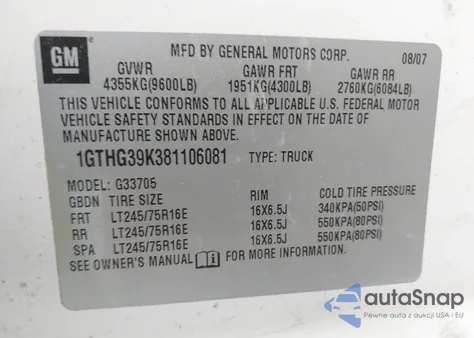 GM
MFD BY GENERAL MOTORS CORP. 08/07
GVWR GAWR FRT GAWR RR
4355KG(9600LB) 1951KG(4300LB) 2760KG(6084LB)
THIS VEHICLE CONFORMS TO ALL APPLICABLE U.S. FEDERAL MOTOR
VEHICLE SAFETY STANDARDS IN EFFECT ON THE DATE OF
MANUFACTURE SHOWN ABOVE.
1GTHG39K381106081 TYPE: TRUCK
MODEL: G33705
GBDN TIRE SIZE RIM COLD TIRE PRESSURE
FRT LT245/75R16E 16X6.5J 340KPA(50PSI)
RR LT245/75R16E 16X6.5J 550KPA(80PSI)
SPA LT245/75R16E 16X6.5J 550KPA(80PSI)
SEE OWNER'S MANUAL FOR MORE INFORMATION
autoSnap
Pewne auta z aukcji USA i EU